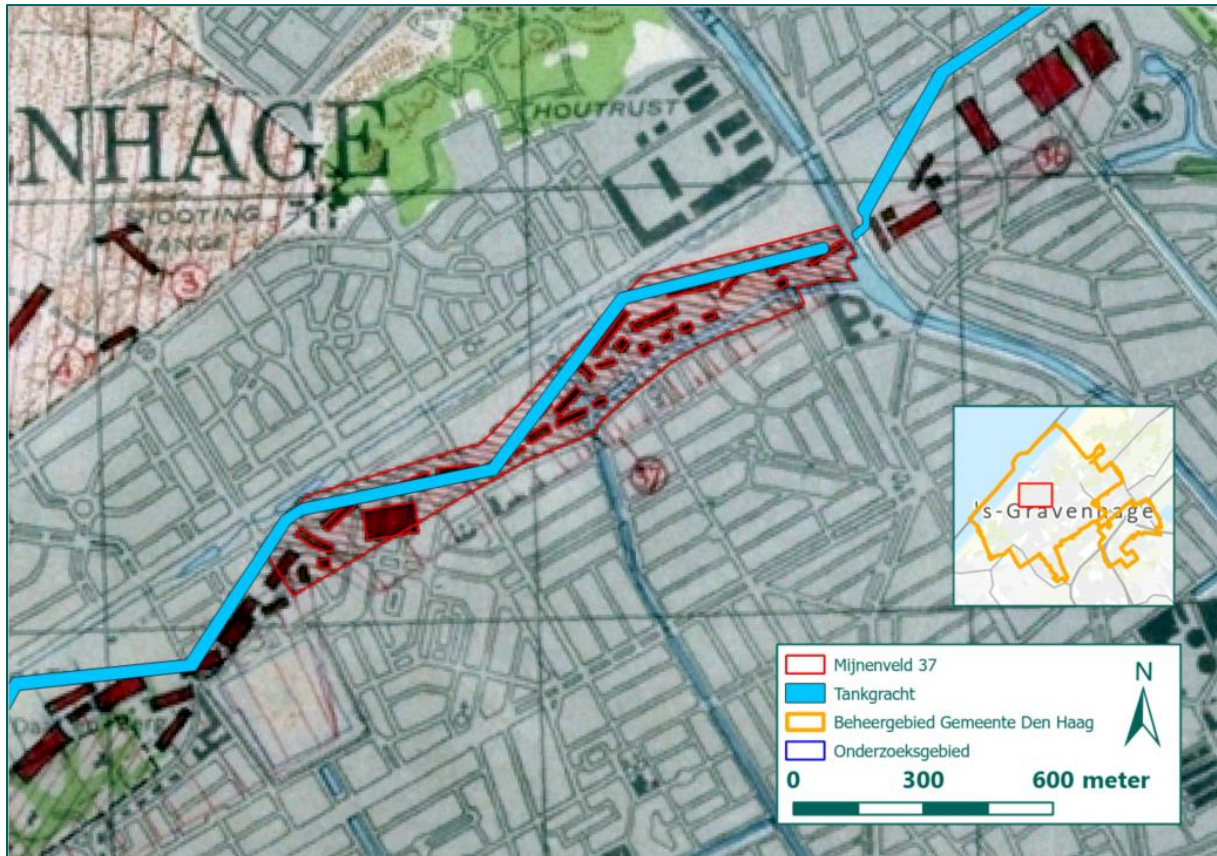 HOUTRUST
NHAGE
SHOOTING
RANGE
36
3
4
37
's-Gravenhage
Mijnenveld 37
Tankgracht
Beheergebied Gemeente Den Haag
Onderzoeksgebied
N
0 300 600 meter